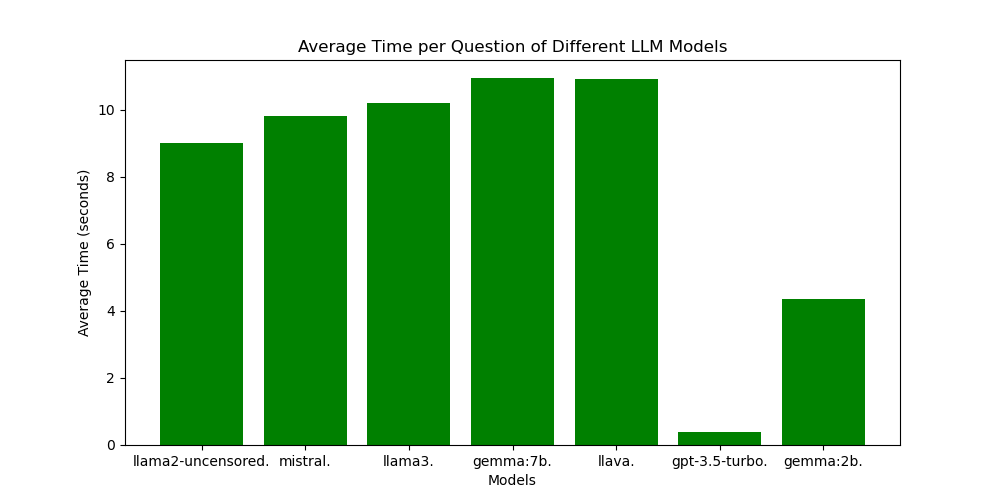 Average Time per Question of Different LLM Models
Average Time (seconds)
10
8
6
4
2
0
llama2-uncensored. mistral. llama3. gemma:7b. llava. gpt-3.5-turbo. gemma:2b.
Models